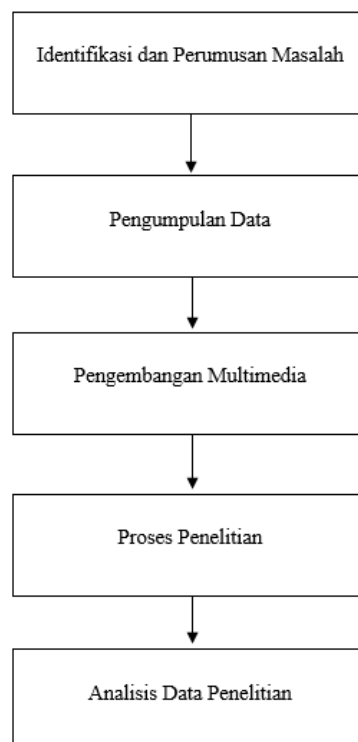 Identifikasi dan Perumusan Masalah
Pengumpulan Data
Pengembangan Multimedia
Proses Penelitian
Analisis Data Penelitian